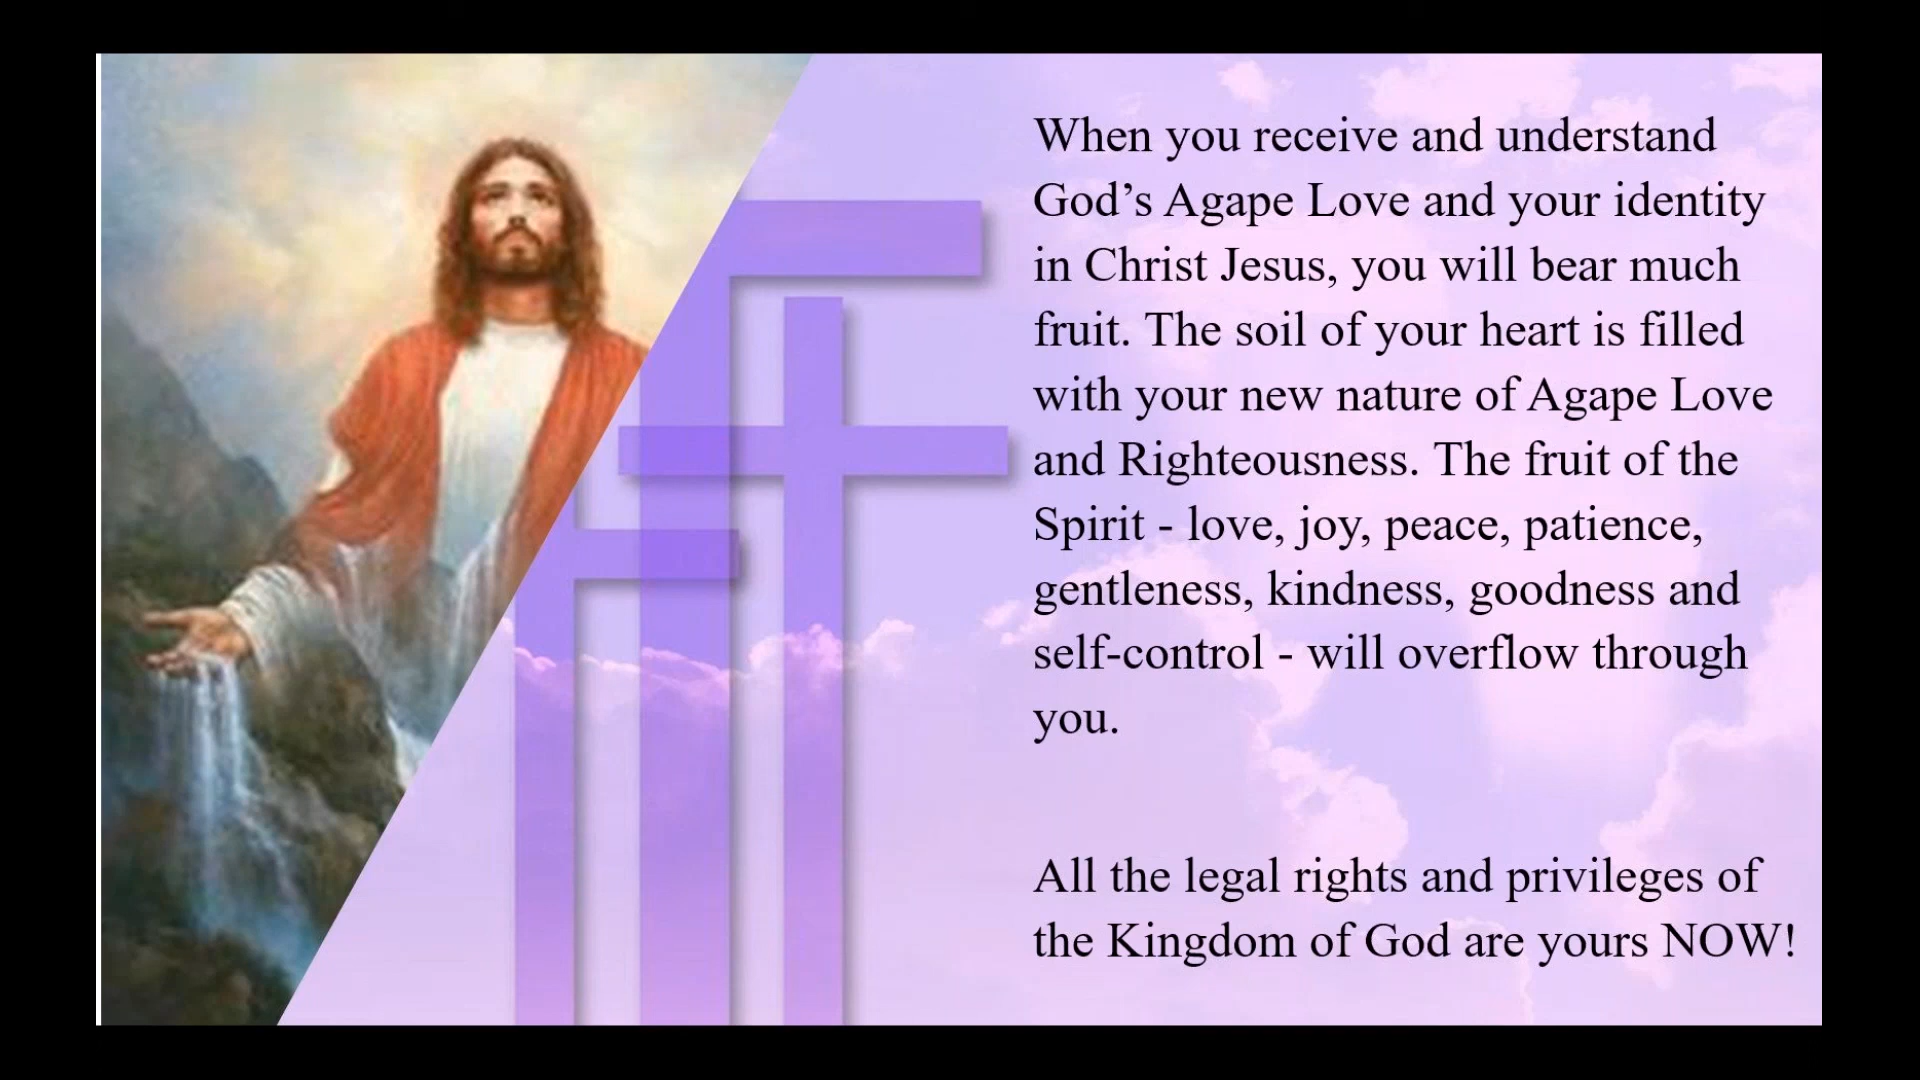 When you receive and understand
God’s Agape Love and your identity
in Christ Jesus, you will bear much
fruit. The soil of your heart is filled
with your new nature of Agape Love
and Righteousness. The fruit of the
Spirit - love, joy, peace, patience,
gentleness, kindness, goodness and
self-control - will overflow through
you.
All the legal rights and privileges of
the Kingdom of God are yours NOW!